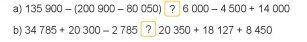 a) 135 900 – (200 900 – 80 050) ? 6 000 – 4 500 + 14 000
b) 34 785 + 20 300 – 2 785 ? 20 350 + 18 127 + 8 450